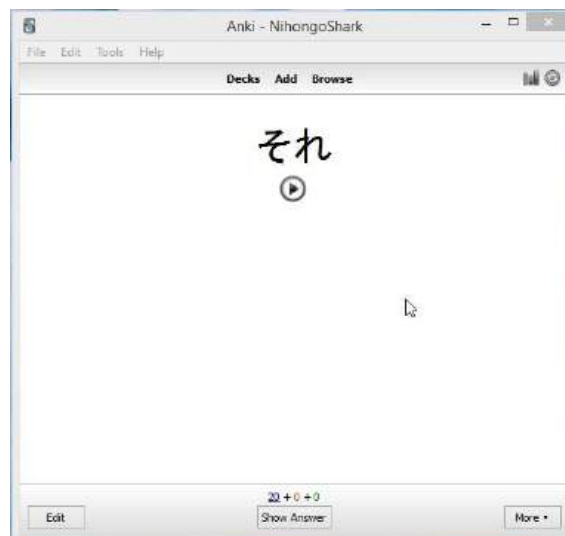 Anki - NihongoShark
File Edit Tools Help
Decks Add Browse
それ
20 + 0 + 0
Edit Show Answer More